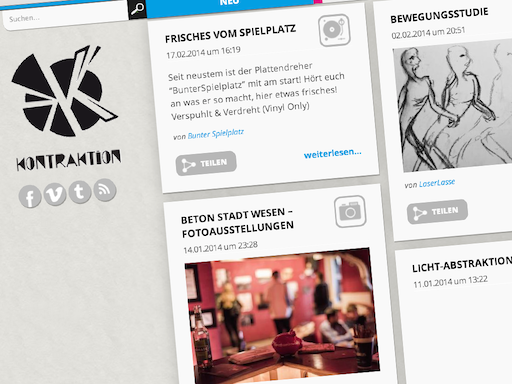 Suchen...
NEU
KONTRAKTION
f
v
t
FRISCHES VOM SPIELPLATZ
17.02.2014 um 16:19
Seit neustem ist der Plattendreher
"BunterSpielplatz" mit am start! Hört euch
an was er so macht, hier etwas frisches!
Verspuhlt & Verdreht (Vinyl Only)
von Bunter Spielplatz
TEILEN
weiterlesen...
BETON STADT WESEN –
FOTOAUSSTELLUNGEN
14.01.2014 um 23:28
BEWEGUNGSSTUDIE
02.02.2014 um 20:51
von LaserLasse
TEILEN
LICHT-ABSTRAKTION
11.01.2014 um 13:22